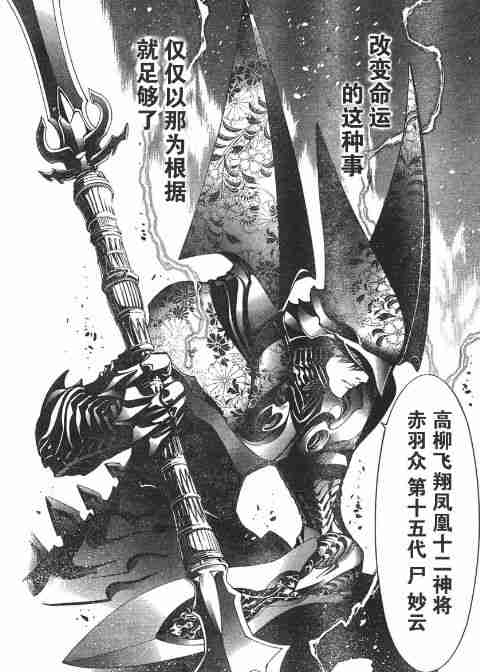 改变命运
的这种事
仅仅以那为根据
就足够了
高柳飞翔凤凰十二神将
赤羽众 第十五代 尸 妙云